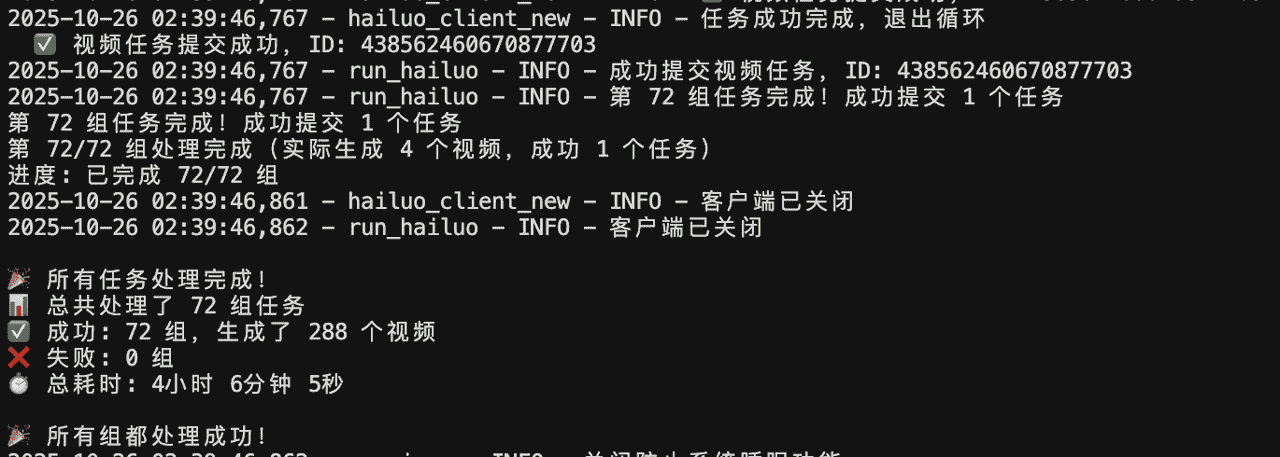 2025-10-26 02:39:46,767 - hailuo_client_new - INFO - 任务成功完成，退出循环
✅ 视频任务提交成功，ID: 438562460670877703
2025-10-26 02:39:46,767 - run_hailuo - INFO - 成功提交视频任务，ID: 438562460670877703
2025-10-26 02:39:46,767 - run_hailuo - INFO - 第 72 组任务完成！成功提交 1 个任务
第 72 组任务完成！成功提交 1 个任务
第 72/72 组处理完成（实际生成 4 个视频，成功 1 个任务）
进度: 已完成 72/72 组
2025-10-26 02:39:46,861 - hailuo_client_new - INFO - 客户端已关闭
2025-10-26 02:39:46,862 - run_hailuo - INFO - 客户端已关闭
🎉 所有任务处理完成！
📊 总共处理了 72 组任务
✅ 成功: 72 组，生成了 288 个视频
❌ 失败: 0 组
⏱️ 总耗时: 4小时 6分钟 5秒
🎉 所有组都处理成功！